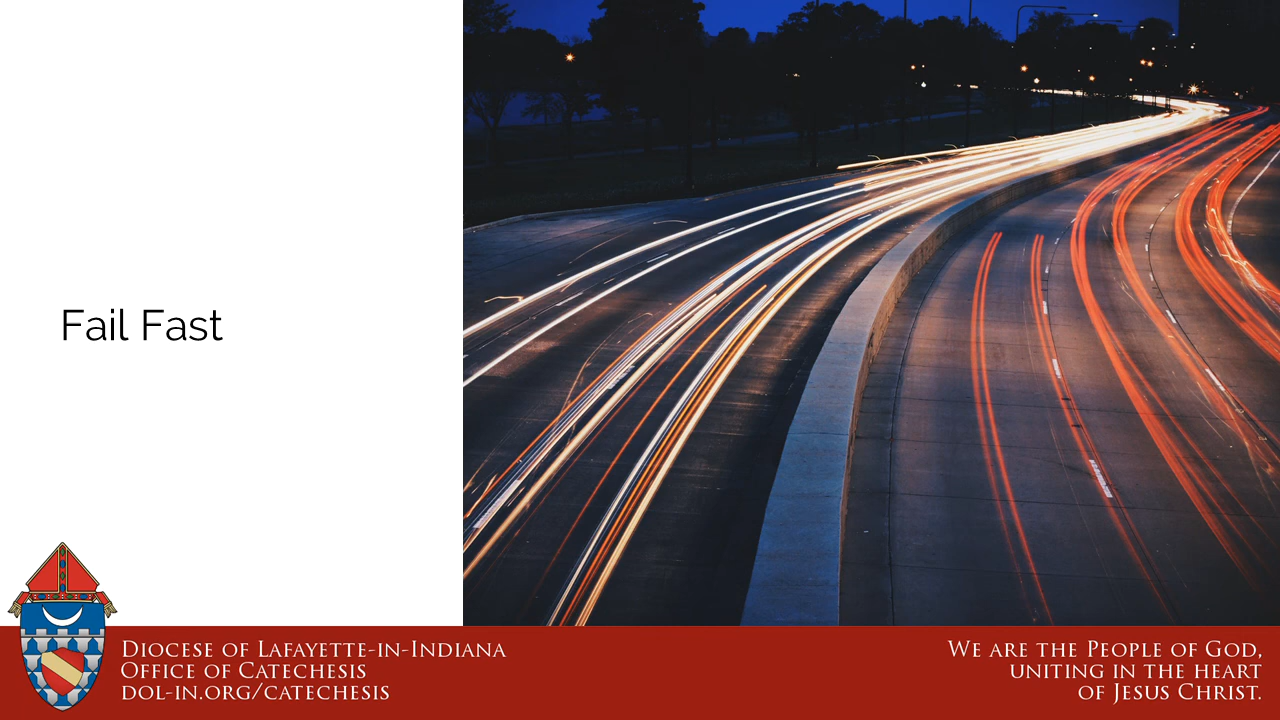 Fail Fast
Diocese of Lafayette-in-Indiana
Office of Catechesis
dol-in.org/catechesis
We are the People of God,
uniting in the heart
of Jesus Christ.